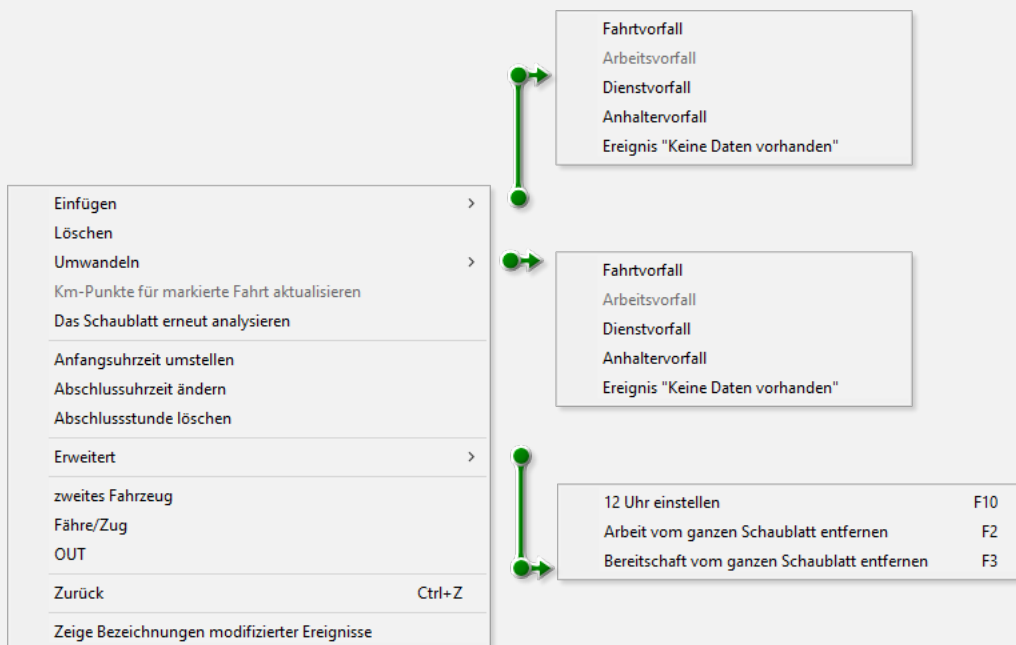 Fahrtvorfall
Arbeitsvorfall
Dienstvorfall
Anhaltervorfall
Ereignis "Keine Daten vorhanden"
Einfügen
Löschen
Umwandeln
Km-Punkte für markierte Fahrt aktualisieren
Das Schaublatt erneut analysieren
Anfangsuhrzeit umstellen
Abschlussuhrzeit ändern
Abschlussstunde löschen
Erweitert
zweites Fahrzeug
Fähre/Zug
OUT
Zurück Ctrl+Z
Zeige Bezeichnungen modifizierter Ereignisse
Fahrtvorfall
Arbeitsvorfall
Dienstvorfall
Anhaltervorfall
Ereignis "Keine Daten vorhanden"
12 Uhr einstellen F10
Arbeit vom ganzen Schaublatt entfernen F2
Bereitschaft vom ganzen Schaublatt entfernen F3